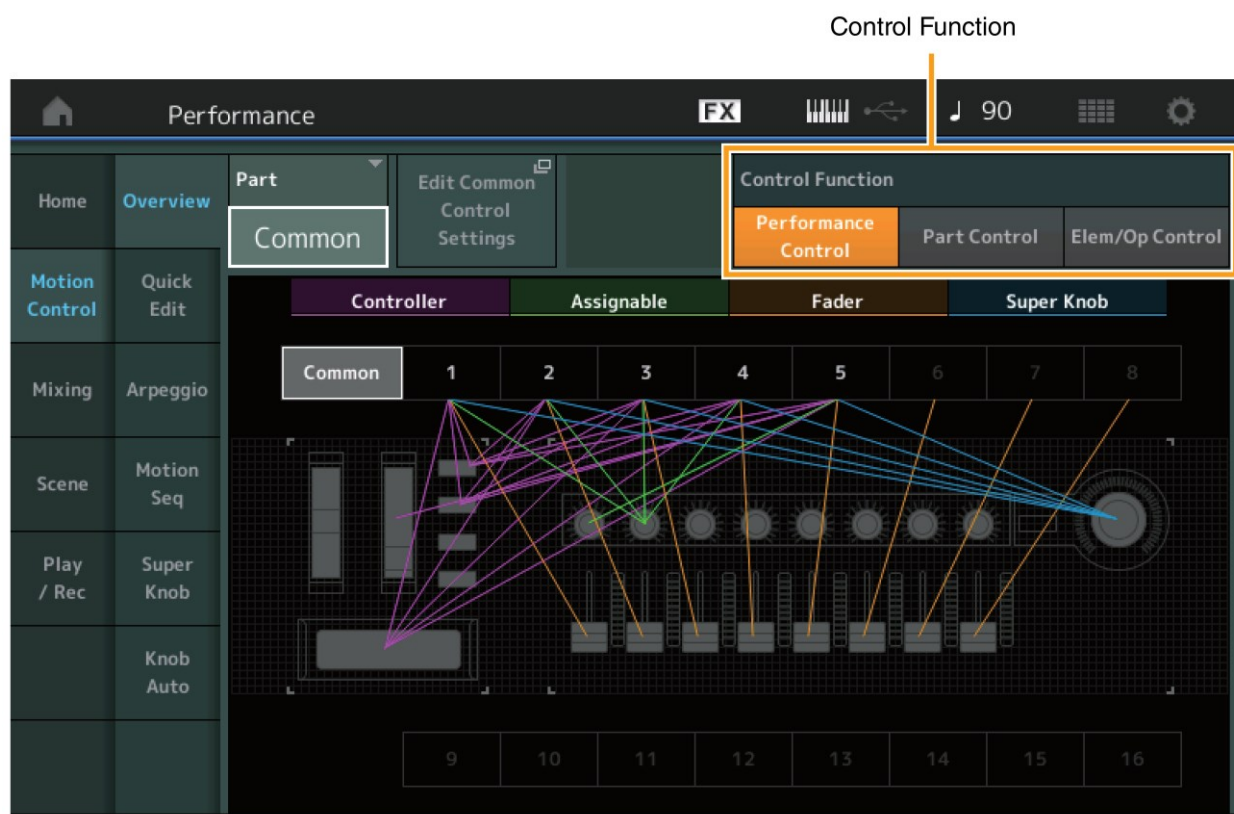 Control Function
Performance
FX
90
Home
Overview
Part
Common
Edit Common
Control
Settings
Control Function
Performance
Control
Part Control
Elem/Op Control
Motion
Control
Quick
Edit
Controller
Assignable
Fader
Super Knob
Mixing
Arpeggio
Common 1 2 3 4 5 6 7 8
Scene
Motion
Seq
Play
/ Rec
Super
Knob
Knob
Auto
9 10 11 12 13 14 15 16